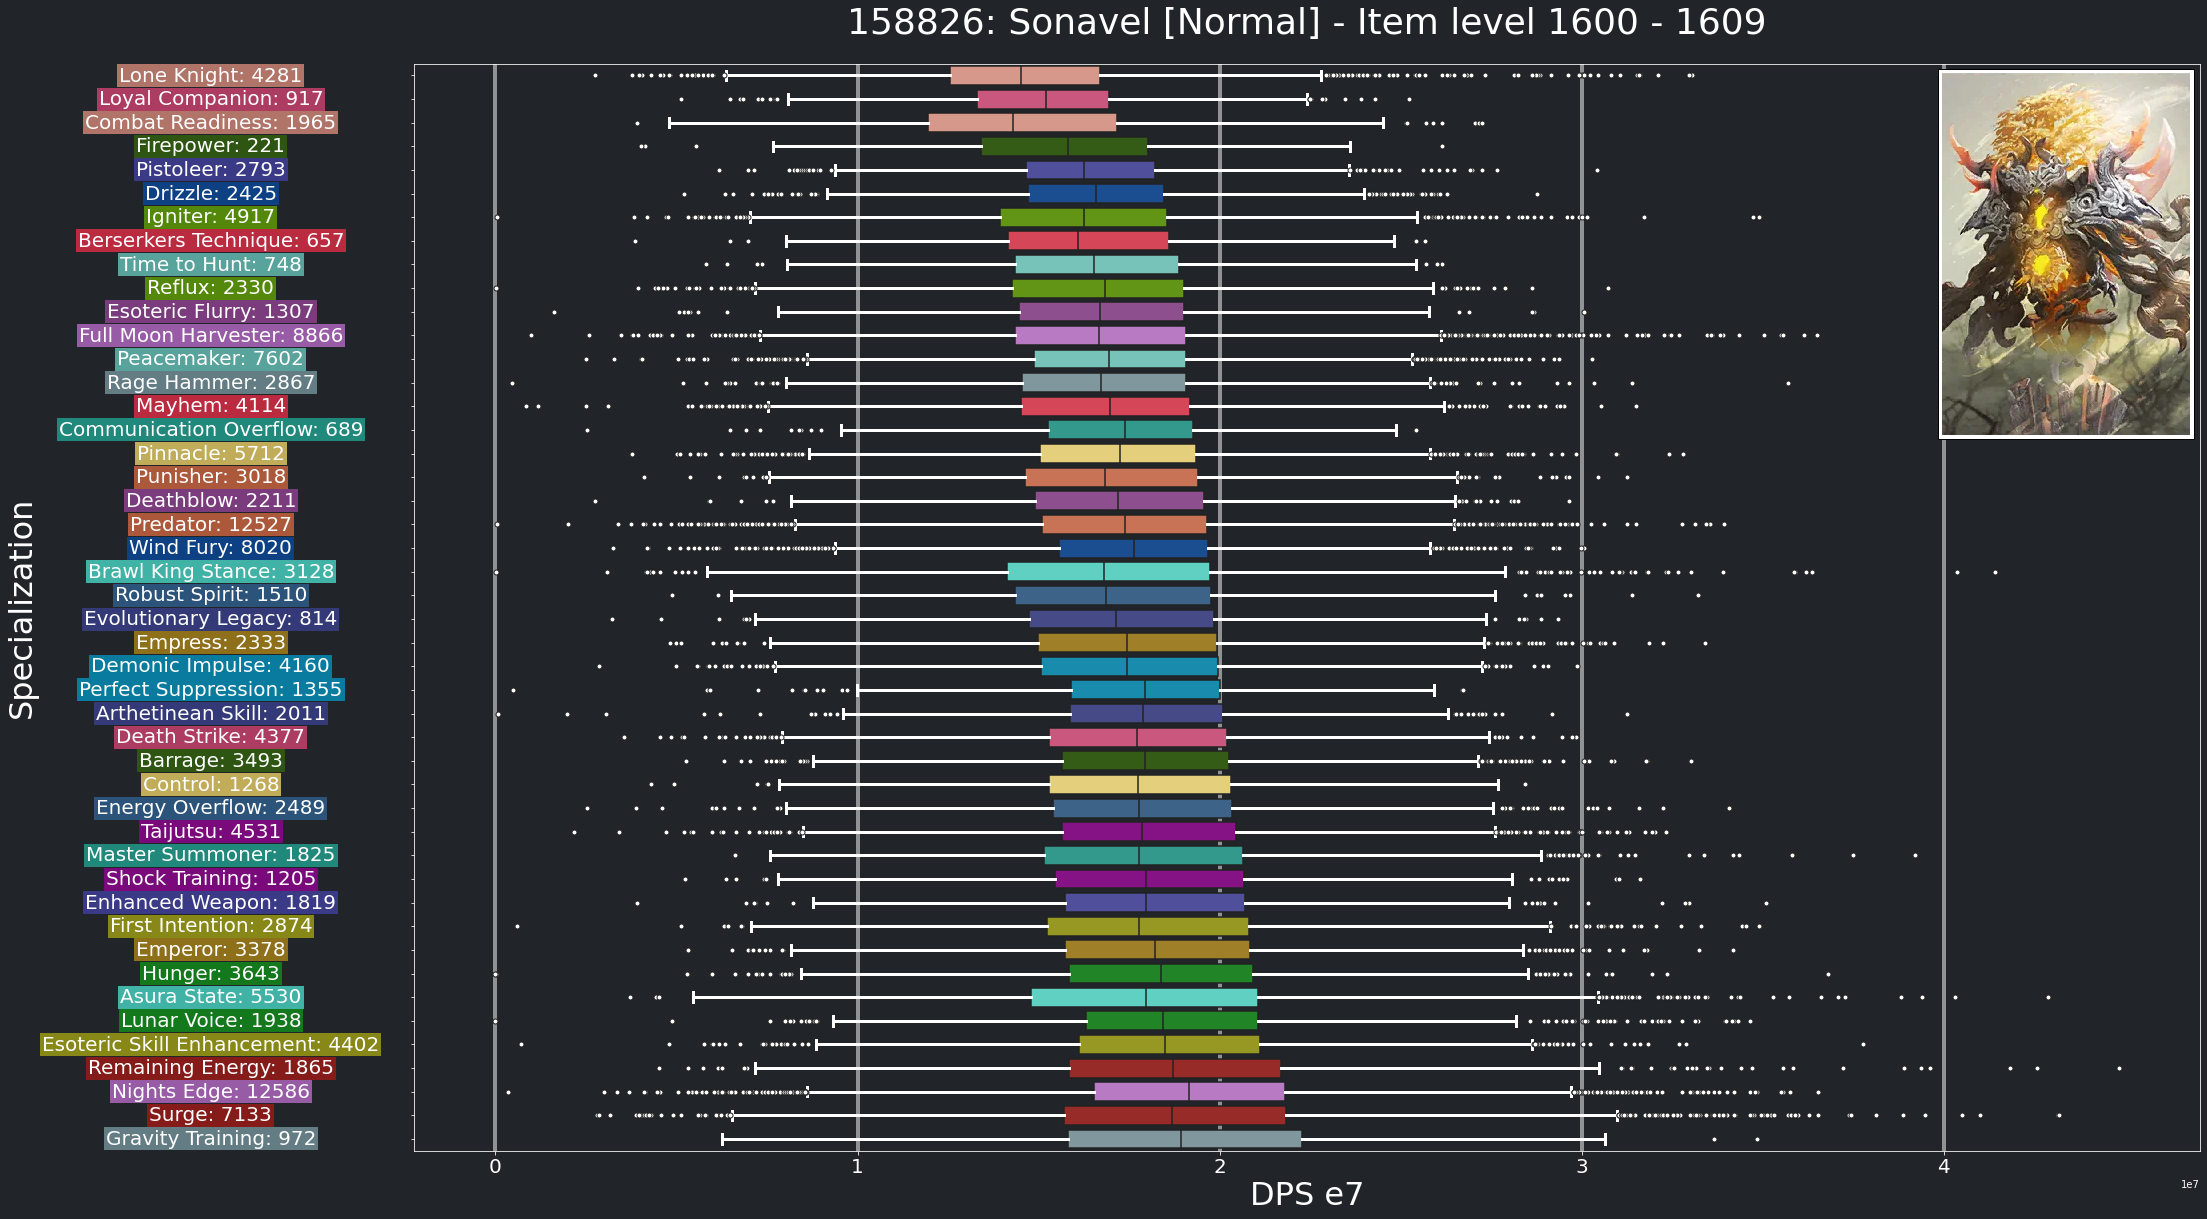 158826: Sonavel [Normal] - Item level 1600 - 1609
Lone Knight: 4281
Loyal Companion: 917
Combat Readiness: 1965
Firepower: 221
Pistoleer: 2793
Drizzle: 2425
Igniter: 4917
Berserkers Technique: 657
Time to Hunt: 748
Reflux: 2330
Esoteric Flurry: 1307
Full Moon Harvester: 8866
Peacemaker: 7602
Rage Hammer: 2867
Mayhem: 4114
Communication Overflow: 689
Pinnacle: 5712
Punisher: 3018
Deathblow: 2211
Predator: 12527
Wind Fury: 8020
Brawl King Stance: 3128
Robust Spirit: 1510
Evolutionary Legacy: 814
Empress: 2333
Demonic Impulse: 4160
Perfect Suppression: 1355
Arthetinean Skill: 2011
Death Strike: 4377
Barrage: 3493
Control: 1268
Energy Overflow: 2489
Taijutsu: 4531
Master Summoner: 1825
Shock Training: 1205
Enhanced Weapon: 1819
First Intention: 2874
Emperor: 3378
Hunger: 3643
Asura State: 5530
Lunar Voice: 1938
Esoteric Skill Enhancement: 4402
Remaining Energy: 1865
Nights Edge: 12586
Surge: 7133
Gravity Training: 972
Specialization
0 1 2 3 4
1e7
DPS e7